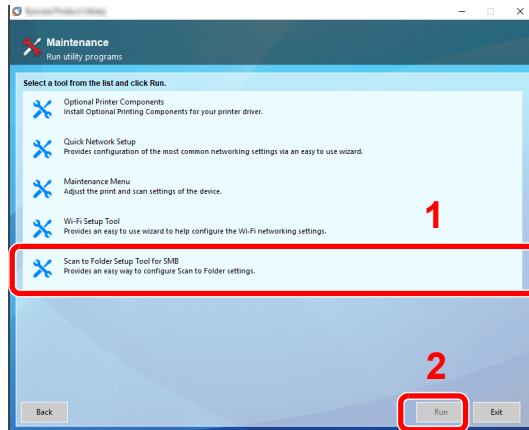 Maintenance
Run utility programs
Select a tool from the list and click Run.
Optional Printer Components
Install Optional Printing Components for your printer driver.
Quick Network Setup
Provides configuration of the most common networking settings via an easy to use wizard.
Maintenance Menu
Adjust the print and scan settings of the device.
Wi-Fi Setup Tool
Provides an easy to use wizard to help configure the Wi-Fi networking settings.
1
Scan to Folder Setup Tool for SMB
Provides an easy way to configure Scan to Folder settings.
2
Back
Run
Exit